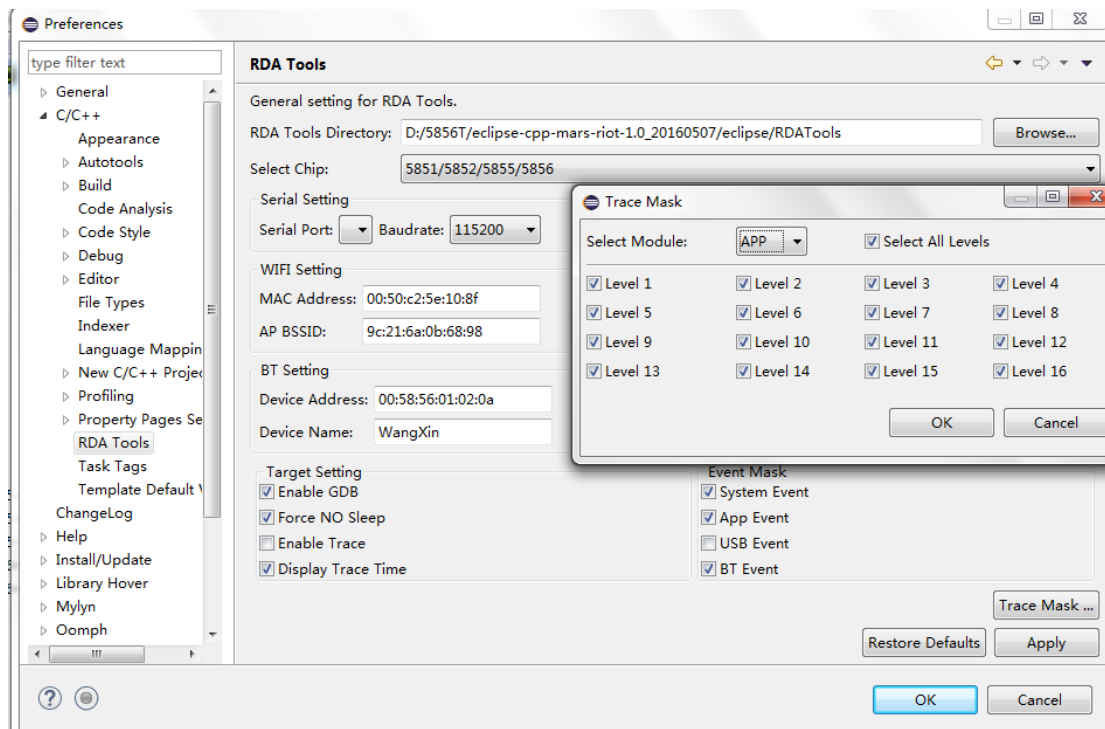 Preferences
type filter text
General
C/C++
Appearance
Autotools
Build
Code Analysis
Code Style
Debug
Editor
File Types
Indexer
Language Mappin
New C/C++ Projec
Profiling
Property Pages Se
RDA Tools
Task Tags
Template Default
ChangeLog
Help
Install/Update
Library Hover
Mylyn
Oomph
RDA Tools
General setting for RDA Tools.
RDA Tools Directory: D:/5856T/eclipse-cpp-mars-riot-1.0_20160507/eclipse/RDATools Browse...
Select Chip: 5851/5852/5855/5856
Serial Setting
Serial Port: Baudrate: 115200
WIFI Setting
MAC Address: 00:50:c2:5e:10:8f
AP BSSID: 9c:21:6a:0b:68:98
BT Setting
Device Address: 00:58:56:01:02:0a
Device Name: WangXin
Target Setting
Enable GDB
Force NO Sleep
Enable Trace
Display Trace Time
Event Mask
System Event
App Event
USB Event
BT Event
Trace Mask ...
Restore Defaults Apply
OK Cancel
Trace Mask
Select Module: APP Select All Levels
Level 1 Level 2 Level 3 Level 4
Level 5 Level 6 Level 7 Level 8
Level 9 Level 10 Level 11 Level 12
Level 13 Level 14 Level 15 Level 16
OK Cancel